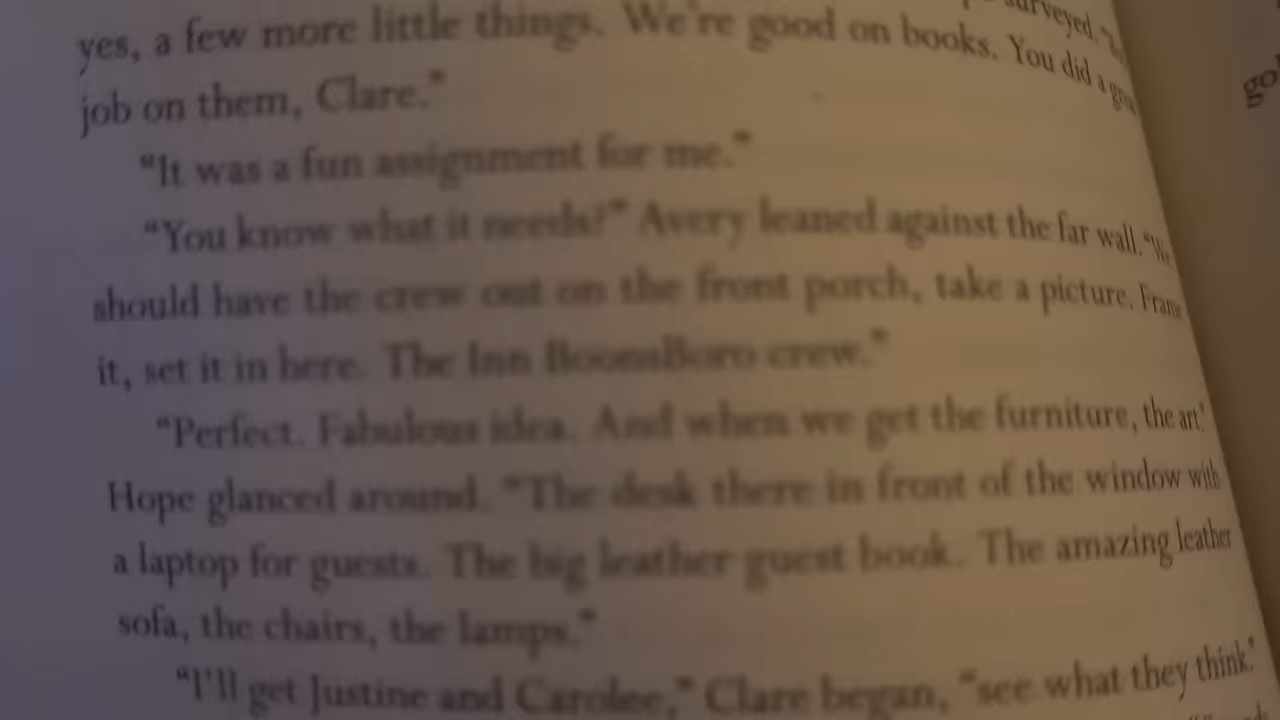 surveyed.
yes, a few more little things. We're good on books. You did a
job on them, Clare."
"It was a fun assignment for me."
"You know what it needs?" Avery leaned against the far wall. "We
should have the crew out on the front porch, take a picture. Frame
it, set it in here. The Inn BoonsBoro crew."
"Perfect. Fabulous idea. And when we get the furniture, the art."
Hope glanced around. "The desk there in front of the window with
a laptop for guests. The big leather guest book. The amazing leather
sofa, the chairs, the lamps."
"I'll get Justine and Carolee," Clare began, "see what they think."